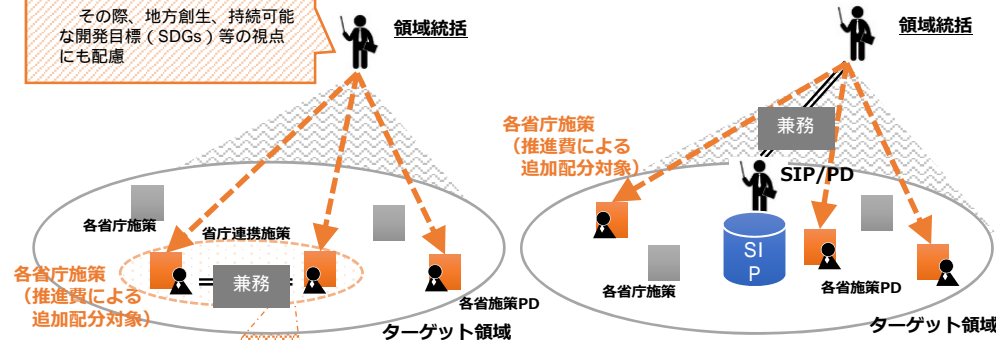 その際、地方創生、持続可能
な開発目標（SDGs）等の視点
にも配慮
領域統括
各省庁施策
省庁連携施策
各省庁施策
（推進費による
追加配分対象）
兼務
各省施策PD
ターゲット領域
領域統括
各省庁施策
（推進費による
追加配分対象）
兼務
SIP/PD
SI
P
各省庁施策
各省施策PD
ターゲット領域